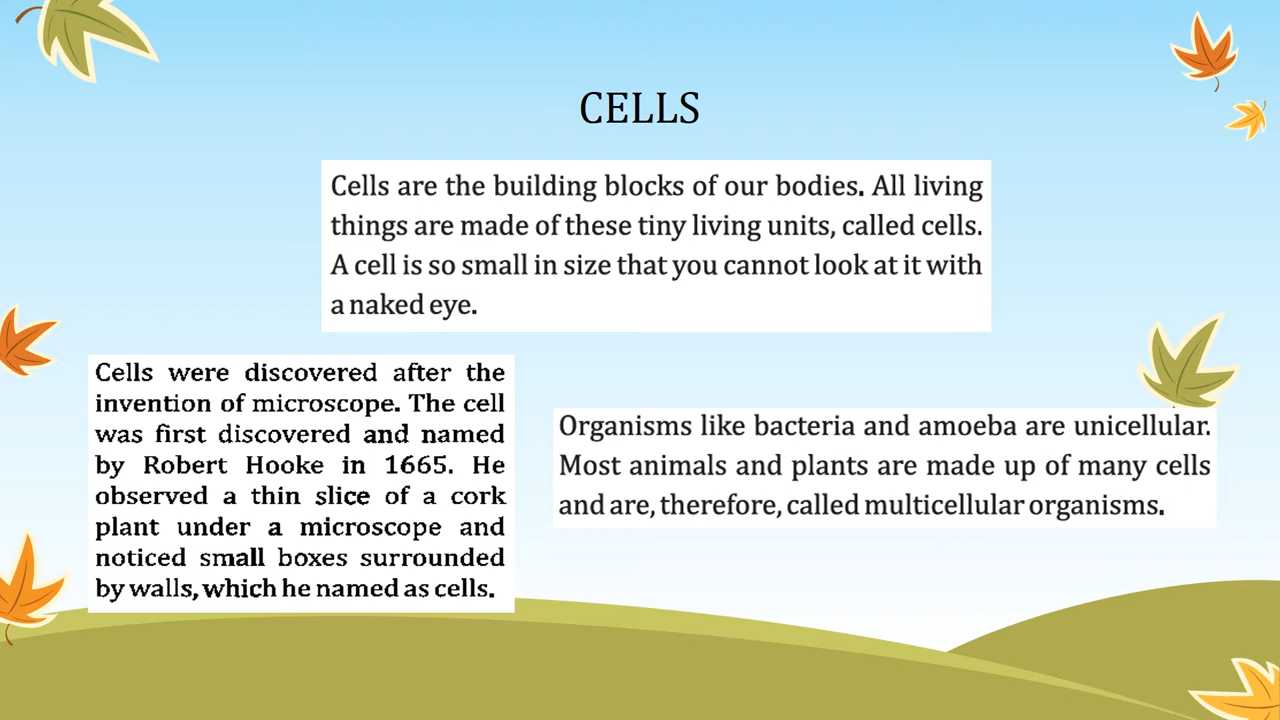 CELLS
Cells are the building blocks of our bodies. All living
things are made of these tiny living units, called cells.
A cell is so small in size that you cannot look at it with
a naked eye.
Cells were discovered after the
invention of microscope. The cell
was first discovered and named
by Robert Hooke in 1665. He
observed a thin slice of a cork
plant under a microscope and
noticed small boxes surrounded
by walls, which he named as cells.
Organisms like bacteria and amoeba are unicellular.
Most animals and plants are made up of many cells
and are, therefore, called multicellular organisms.